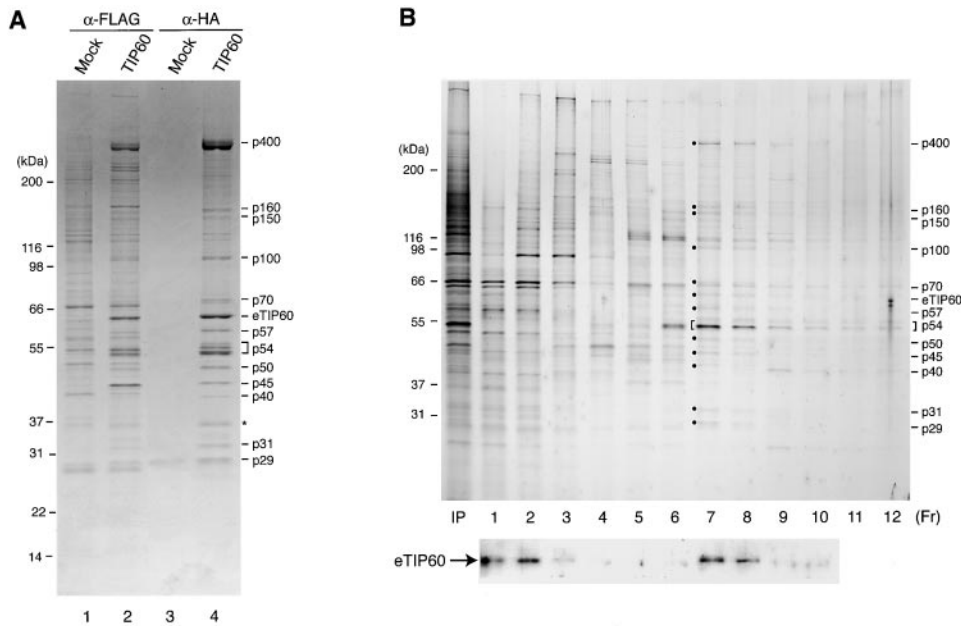 A
α-FLAG α-HA
Mock TIP60 Mock TIP60
(kDa)
200
116
98
66
55
37
31
22
14
p400
p160
p150
p100
p70
eTIP60
p57
p54
p50
p45
p40
*
p31
p29
1 2 3 4
B
(kDa)
200
116
98
66
55
37
31
p400
p160
p150
p100
p70
eTIP60
p57
p54
p50
p45
p40
p31
p29
IP 1 2 3 4 5 6 7 8 9 10 11 12 (Fr)
eTIP60